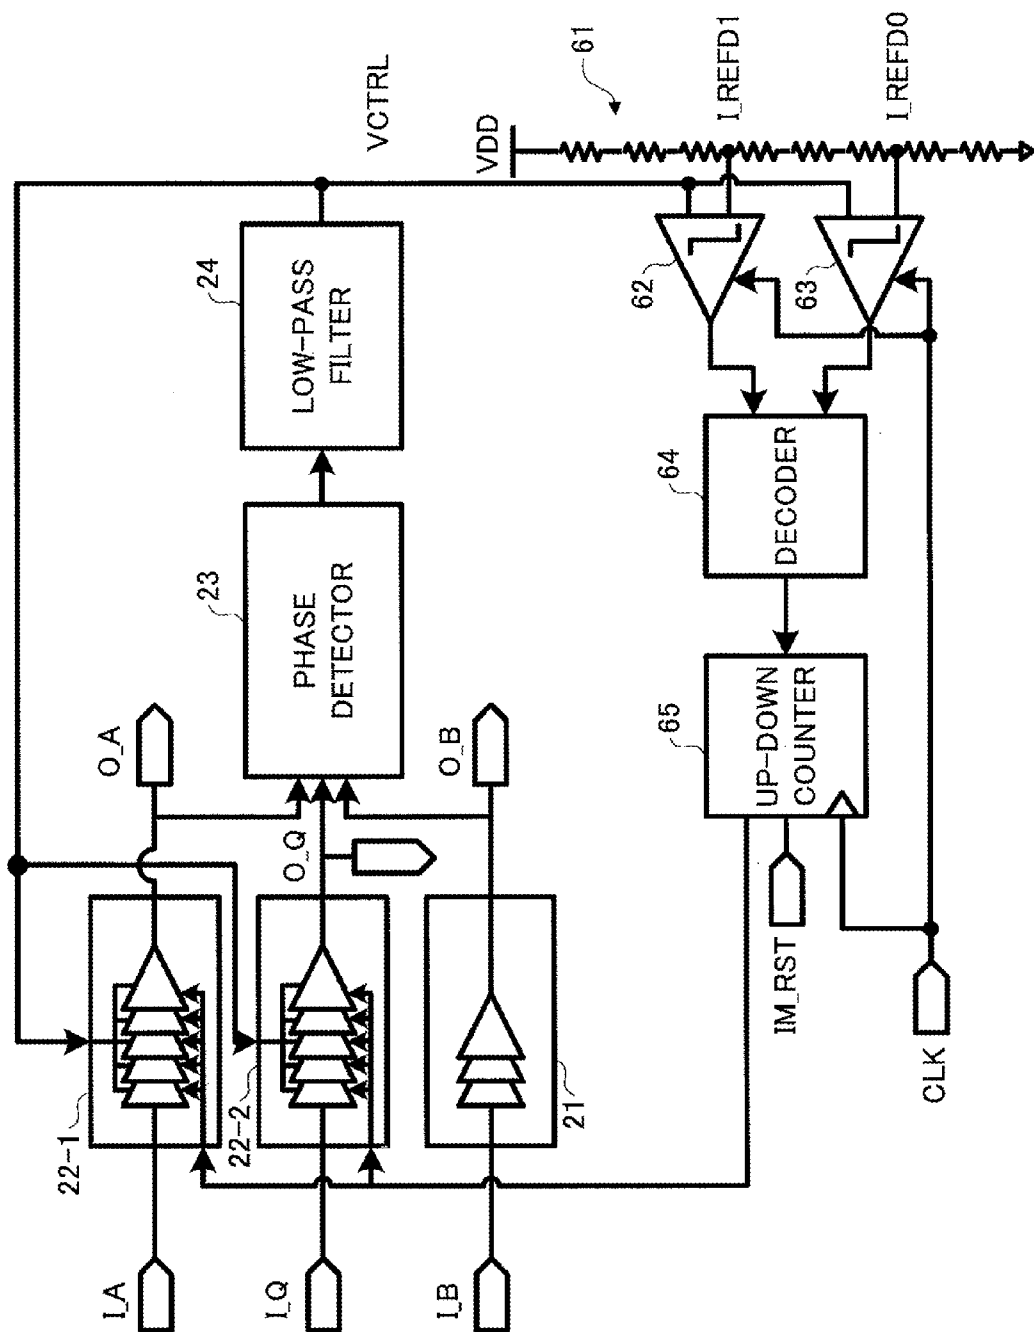 I_A
I_Q
I_B
22-1
22-2
21
O_A
O_Q
O_B
23
PHASE
DETECTOR
24
LOW-PASS
FILTER
VCTRL
VDD
61
I_REFD1
I_REFD0
62
63
64
DECODER
65
UP-DOWN
COUNTER
IM_RST
CLK